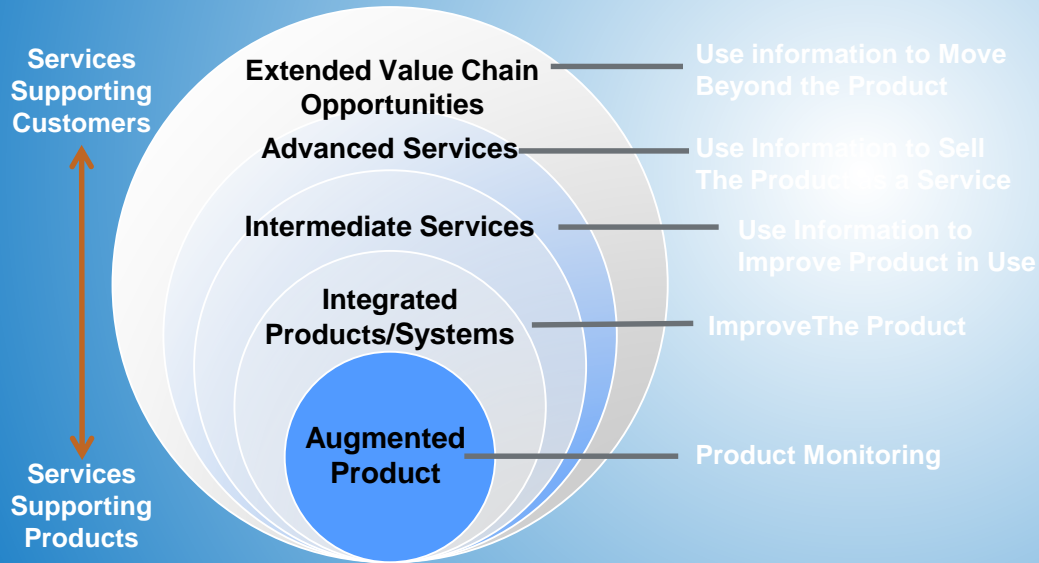 Services
Supporting
Customers
Services
Supporting
Products
Extended Value Chain
Opportunities
Advanced Services
Intermediate Services
Integrated
Products/Systems
Augmented
Product
Use information to Move
Beyond the Product
Use Information to Sell
The Product as a Service
Use Information to
Improve Product in Use
ImproveThe Product
Product Monitoring